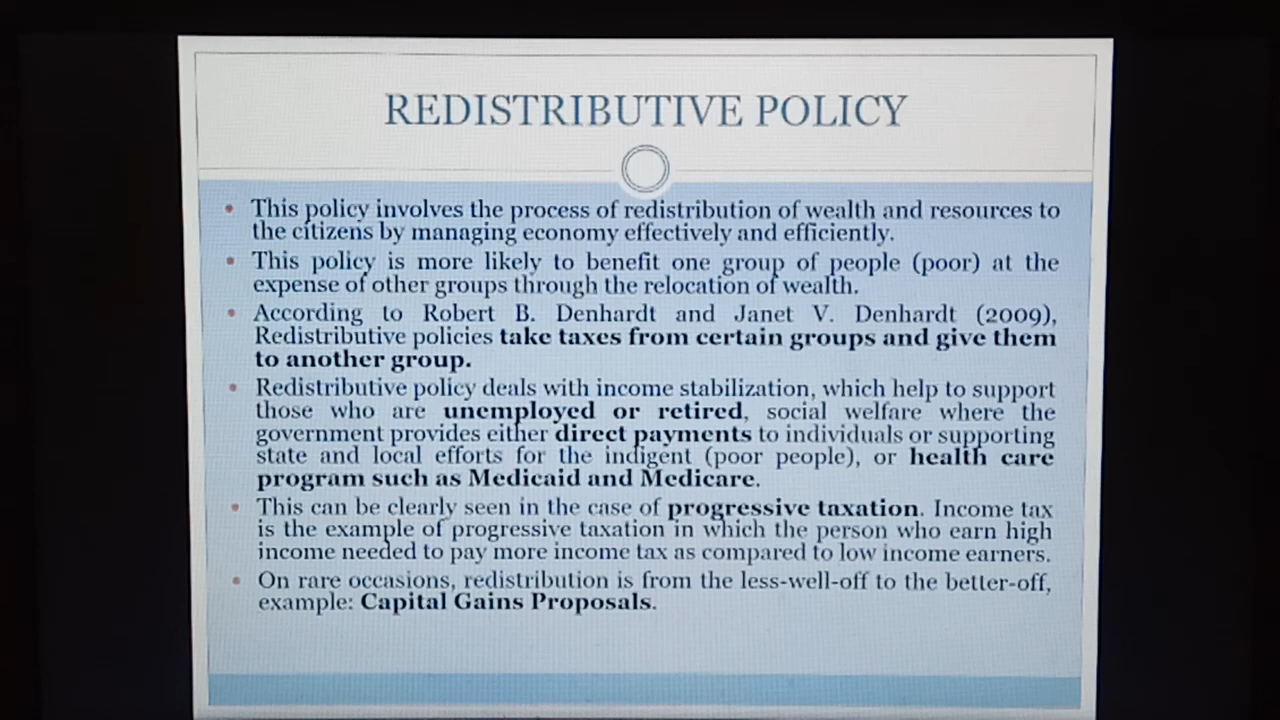 REDISTRIBUTIVE POLICY
• This policy involves the process of redistribution of wealth and resources to
the citizens by managing economy effectively and efficiently.
• This policy is more likely to benefit one group of people (poor) at the
expense of other groups through the relocation of wealth.
• According to Robert B. Denhardt and Janet V. Denhardt (2009),
Redistributive policies take taxes from certain groups and give them
to another group.
• Redistributive policy deals with income stabilization, which help to support
those who are unemployed or retired, social welfare where the
government provides either direct payments to individuals or supporting
state and local efforts for the indigent (poor people), or health care
program such as Medicaid and Medicare.
• This can be clearly seen in the case of progressive taxation. Income tax
is the example of progressive taxation in which the person who earn high
income needed to pay more income tax as compared to low income earners.
• On rare occasions, redistribution is from the less-well-off to the better-off,
example: Capital Gains Proposals.